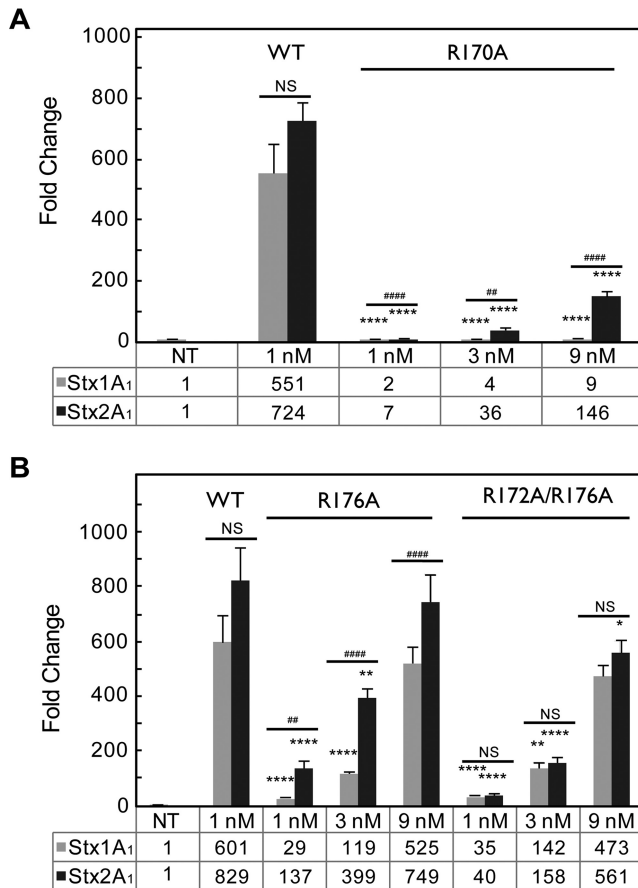 A
1000
800
600
400
200
0
Fold Change
WT
R170A
NS
####
##
####
**** ****
**** ****
**** ****
NT 1 nM 1 nM 3 nM 9 nM
Stx1A₁ 1 551 2 4 9
Stx2A₁ 1 724 7 36 146
B
1000
800
600
400
200
0
Fold Change
WT
R176A
R172A/R176A
NS
##
####
####
NS
NS
NS
**** ****
**** **
**** ****
** ****
*
NT 1 nM 1 nM 3 nM 9 nM 1 nM 3 nM 9 nM
Stx1A₁ 1 601 29 119 525 35 142 473
Stx2A₁ 1 829 137 399 749 40 158 561